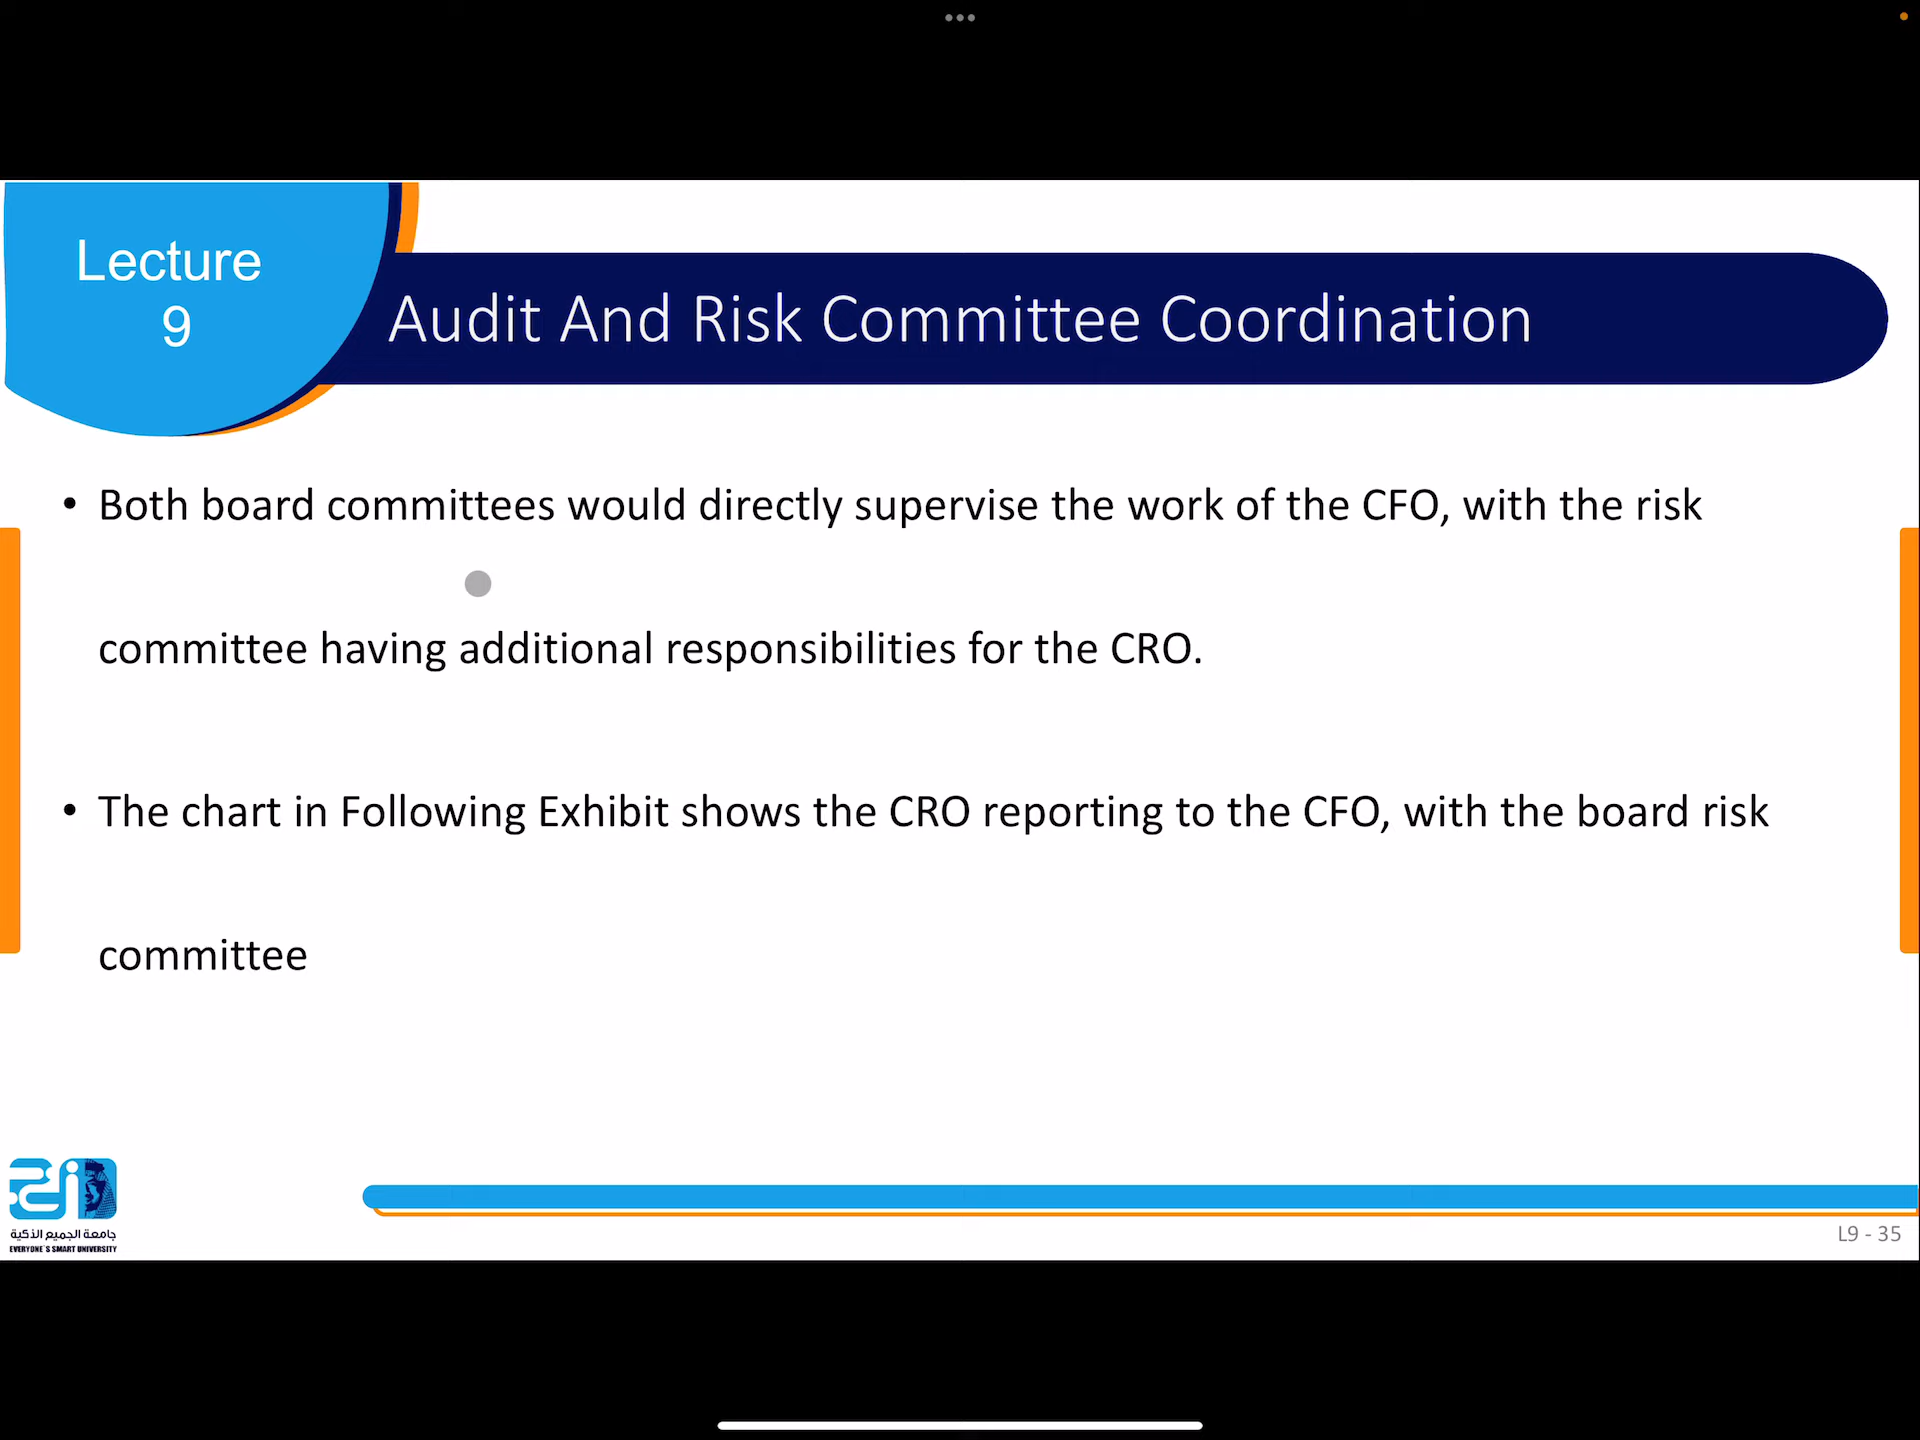 Lecture
9
Audit And Risk Committee Coordination
• Both board committees would directly supervise the work of the CFO, with the risk
committee having additional responsibilities for the CRO.
• The chart in Following Exhibit shows the CRO reporting to the CFO, with the board risk
committee
جامعة الجميع الذكية
EVERYONE`S SMART UNIVERSITY
L9 - 35